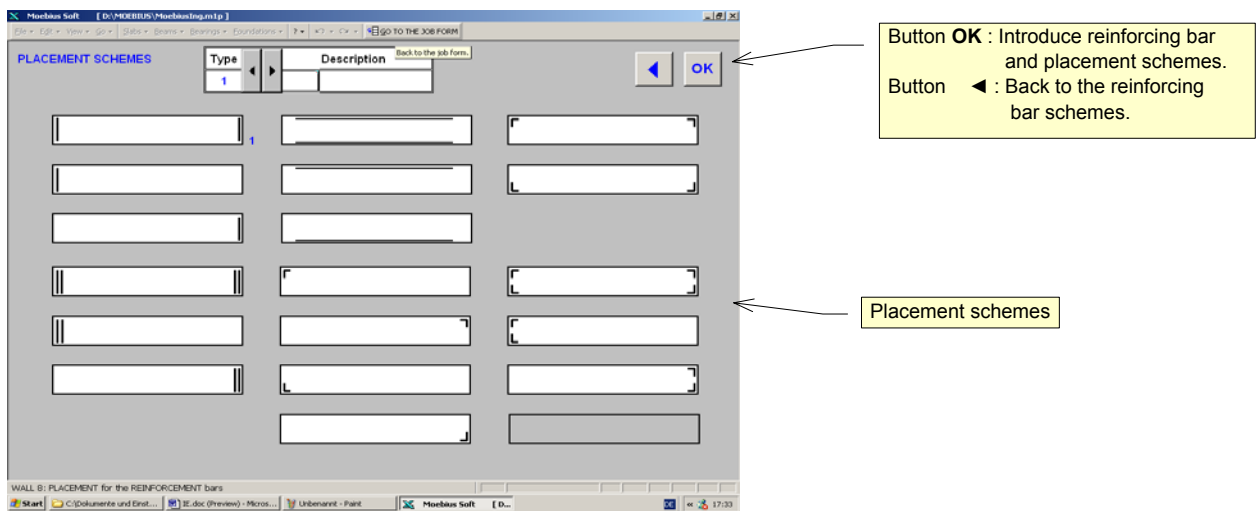 Moebius Soft [ D:\MOEBIUS\MoebiusIng.m1p ]
File Edit View Go Slabs Beams Bearings Foundations ? GO TO THE JOB FORM
Back to the job form.
PLACEMENT SCHEMES
Type Description
1
OK
1
WALL 8: PLACEMENT for the REINFORCEMENT bars
Start C:\Dokumente und Einst... IE.doc (Preview) - Micros... Unbenannt - Paint Moebius Soft [ D... DE « 17:33
Button OK : Introduce reinforcing bar
and placement schemes.
Button ◄ : Back to the reinforcing
bar schemes.
Placement schemes